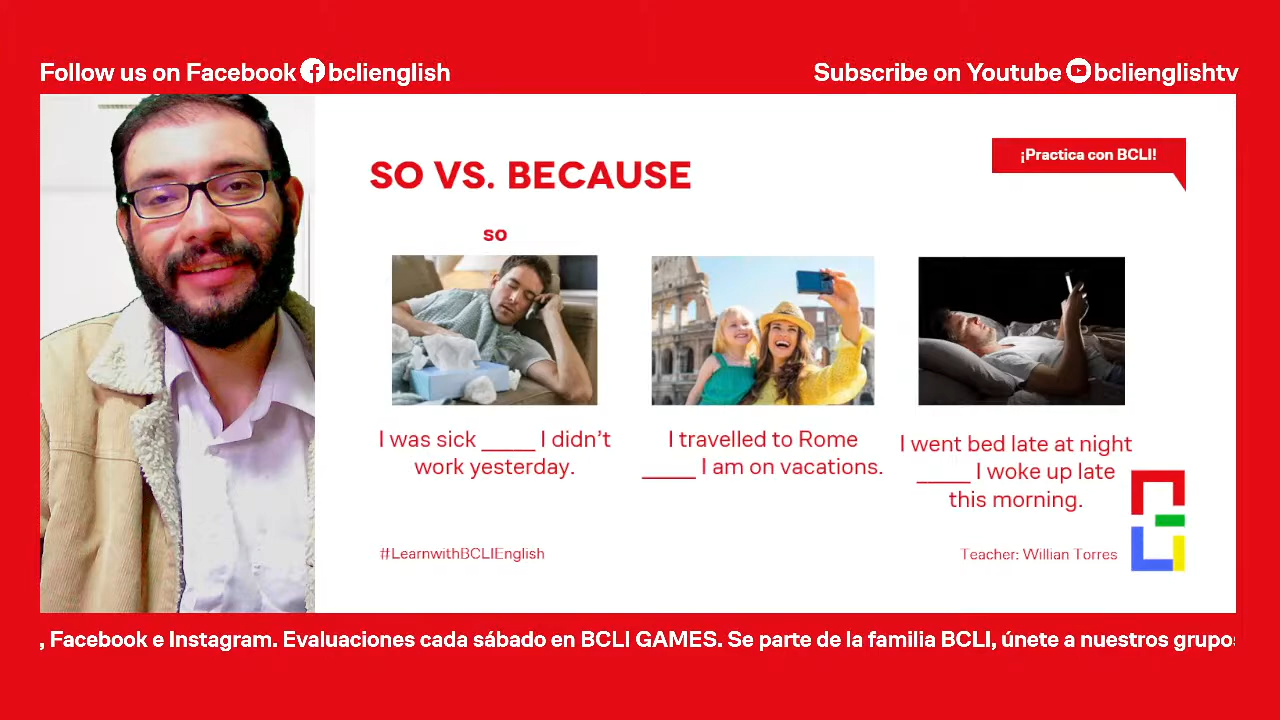 Follow us on Facebook bclienglish
Subscribe on Youtube bclienglishtv
¡Practica con BCLI!
SO VS. BECAUSE
so
I was sick _____ I didn't
work yesterday.
I travelled to Rome
_____ I am on vacations.
I went bed late at night
_____ I woke up late
this morning.
#LearnwithBCLIEnglish
Teacher: Willian Torres
, Facebook e Instagram. Evaluaciones cada sábado en BCLI GAMES. Se parte de la familia BCLI, únete a nuestros grupos